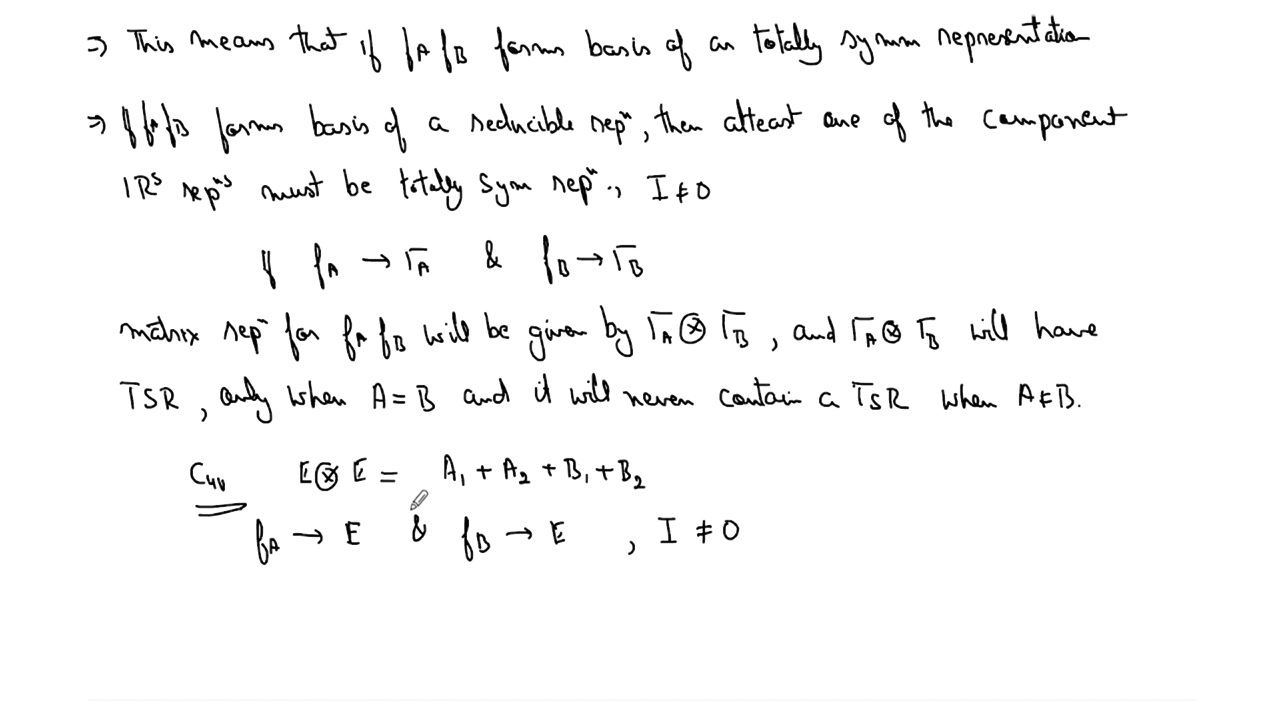 ⇒ This means that if fA fB forms basis of an totally symm representation
⇒ If fA fB forms basis of a reducible repⁿ, then atleast one of the component
IRs repⁿs must be totally sym repⁿ., I ≠ 0
If fA → ΓA & fB → ΓB
matrix repⁿ for fA fB will be given by ΓA ⊗ ΓB , and ΓA ⊗ ΓB will have
TSR , only when A = B and it will never contain a TSR when A ≠ B.
C4v E ⊗ E = A1 + A2 + B1 + B2
fA → E & fB → E , I ≠ 0